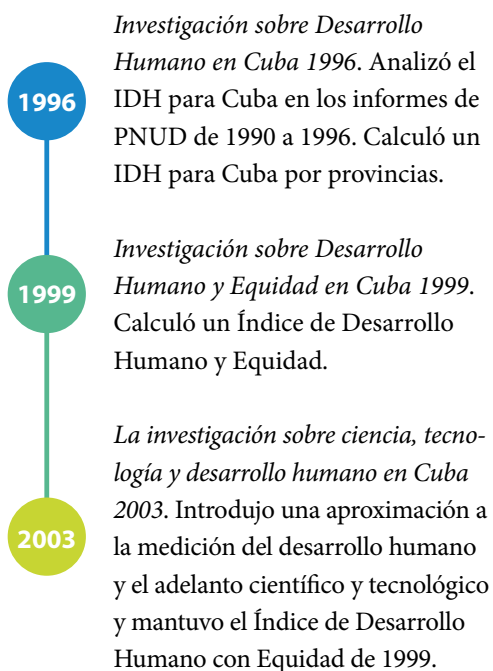 Investigación sobre Desarrollo
Humano en Cuba 1996. Analizó el
1996
IDH para Cuba en los informes de
PNUD de 1990 a 1996. Calculó un
IDH para Cuba por provincias.
Investigación sobre Desarrollo
1999
Humano y Equidad en Cuba 1999.
Calculó un Índice de Desarrollo
Humano y Equidad.
La investigación sobre ciencia, tecno-
logía y desarrollo humano en Cuba
2003. Introdujo una aproximación a
2003
la medición del desarrollo humano
y el adelanto científico y tecnológico
y mantuvo el Índice de Desarrollo
Humano con Equidad de 1999.